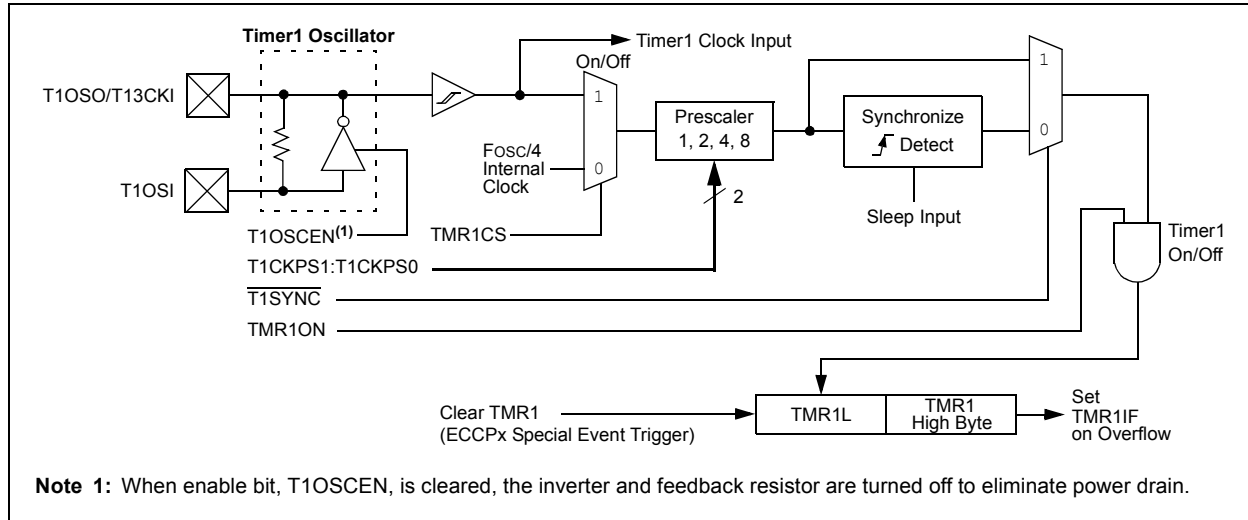 Timer1 Oscillator
Timer1 Clock Input
On/Off
1
T1OSO/T13CKI
1
Prescaler
1, 2, 4, 8
Synchronize
Detect
0
FOSC/4
Internal
Clock
0
T1OSI
2
Sleep Input
Timer1
On/Off
T1OSCEN(1)
TMR1CS
T1CKPS1:T1CKPS0
T1SYNC
TMR1ON
Clear TMR1
(ECCPx Special Event Trigger)
TMR1L
TMR1
High Byte
Set
TMR1IF
on Overflow
Note 1: When enable bit, T1OSCEN, is cleared, the inverter and feedback resistor are turned off to eliminate power drain.